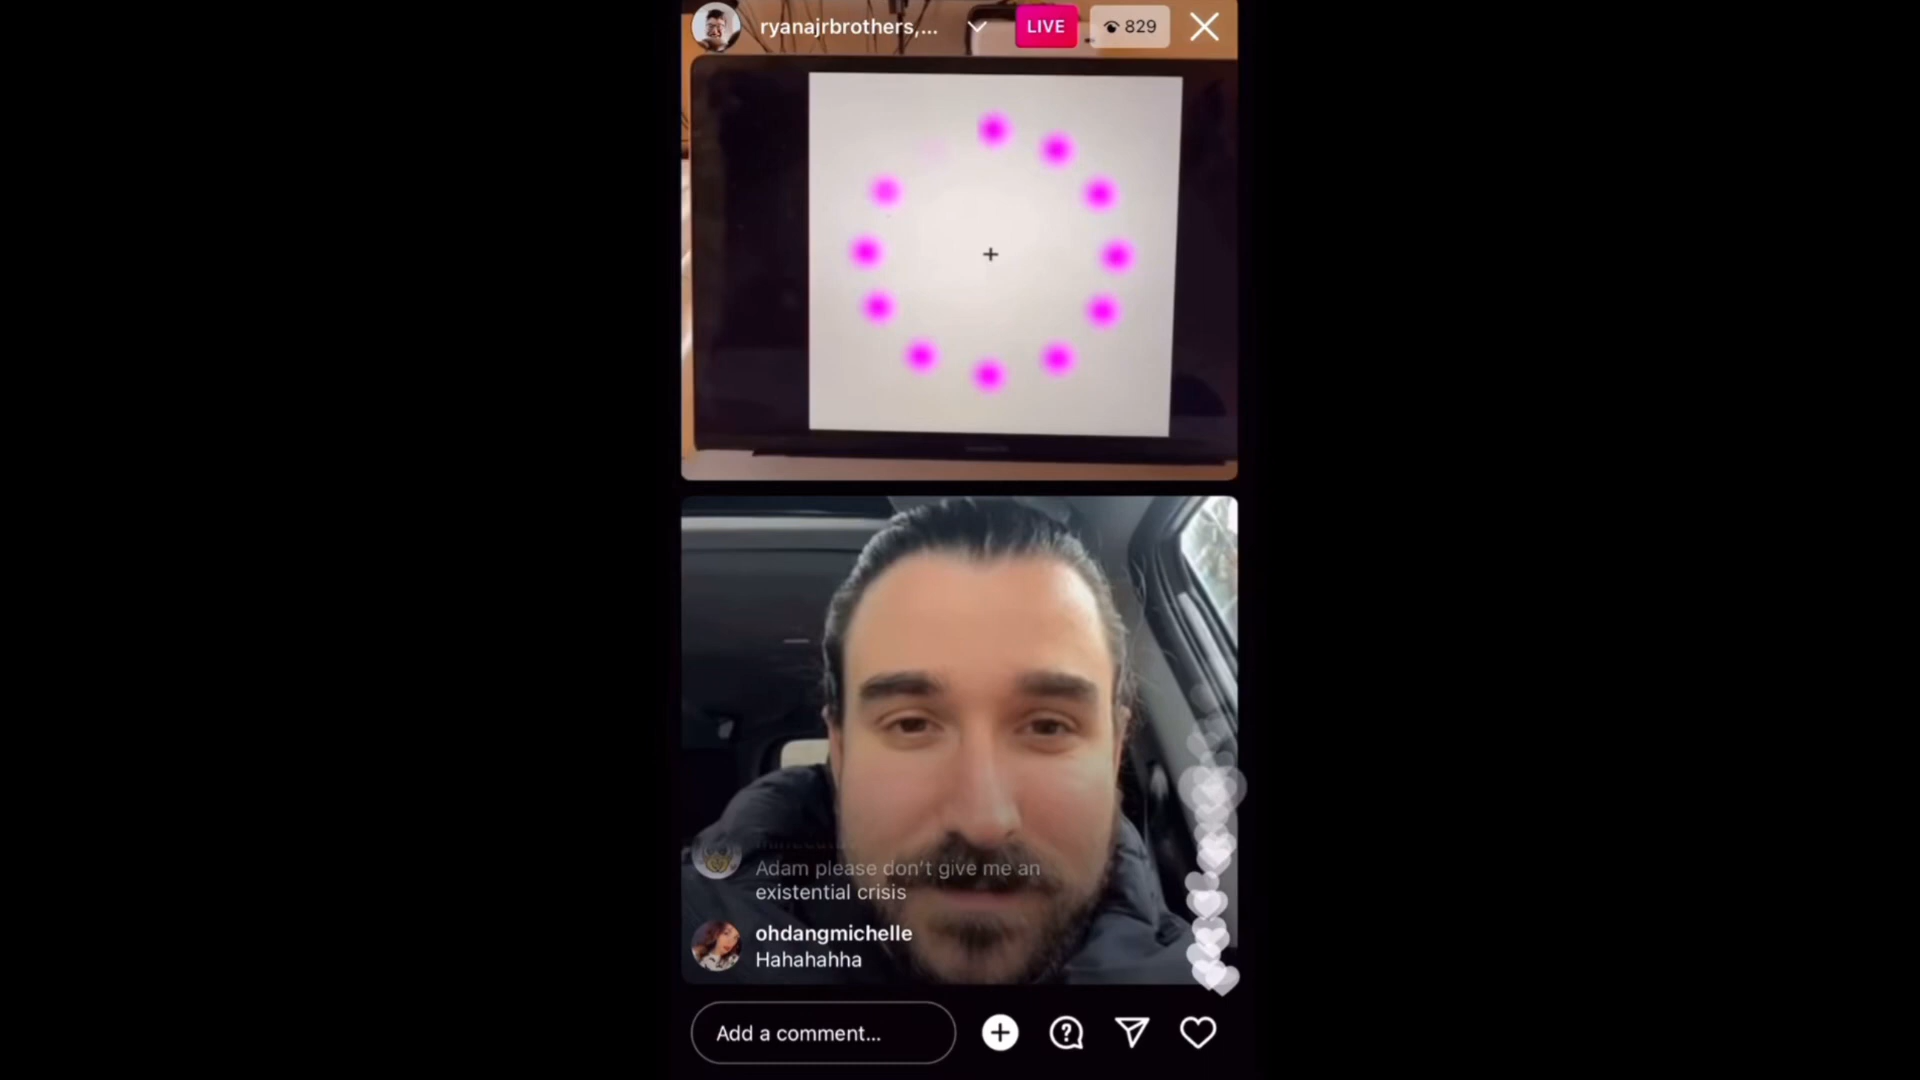 ryanajrbrothers,...
LIVE
829
+
Adam please don't give me an
existential crisis
ohdangmichelle
Hahahahha
Add a comment...